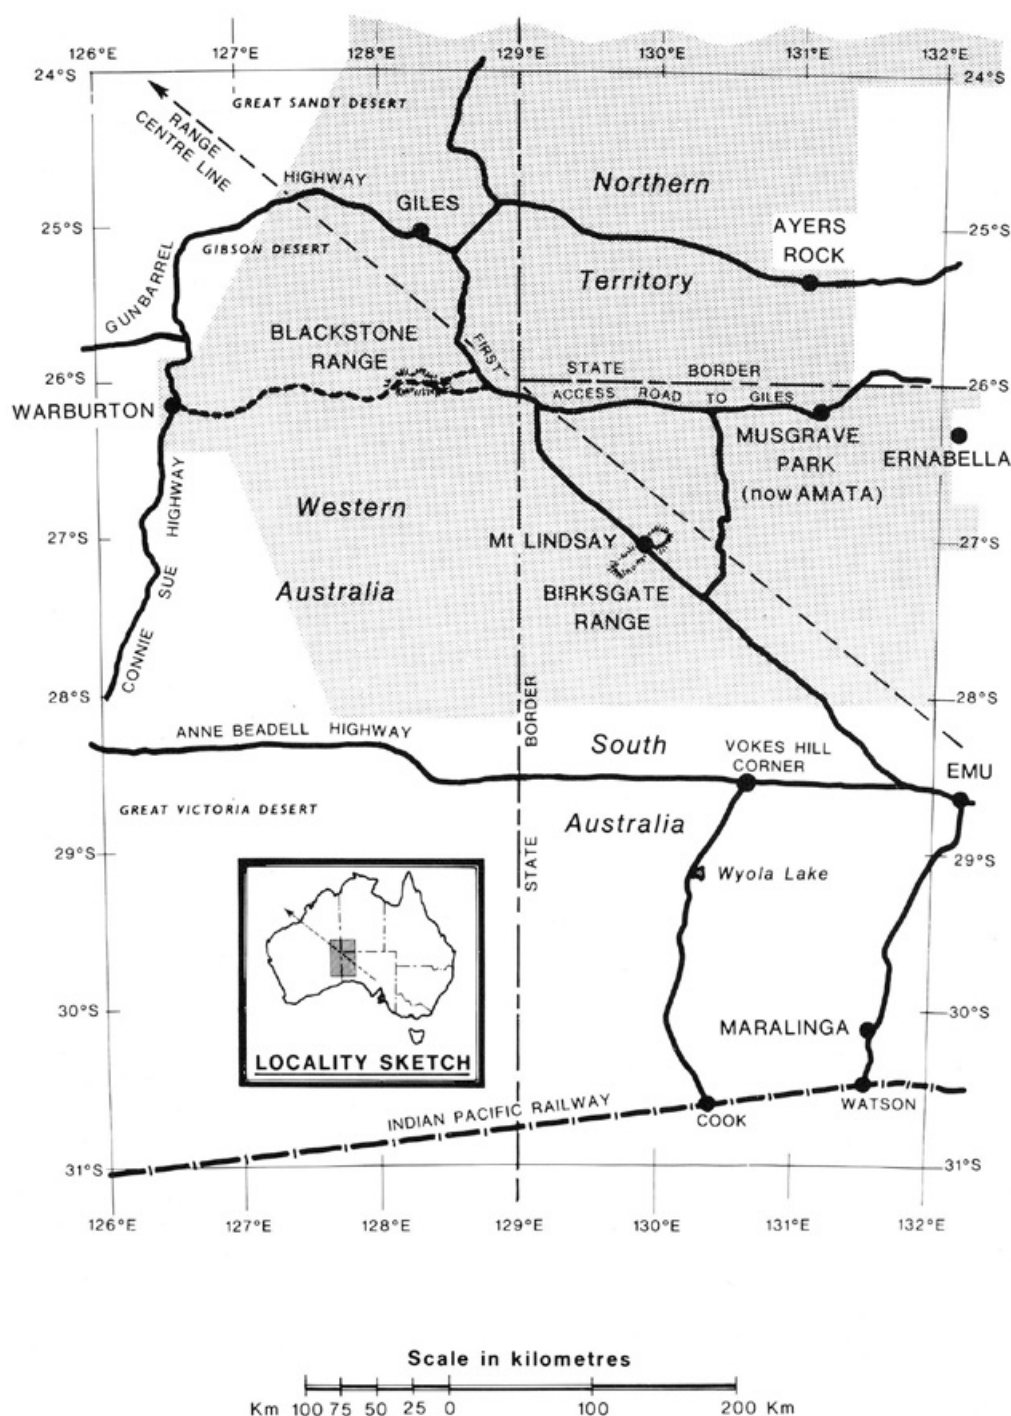 126°E 127°E 128°E 129°E 130°E 131°E 132°E
24°S 24°S
GREAT SANDY DESERT
RANGE
CENTRE LINE
HIGHWAY
Northern
GILES
AYERS
ROCK
25°S 25°S
GIBSON DESERT
GUNBARREL
Territory
BLACKSTONE
RANGE
FIRST
STATE BORDER
26°S 26°S
ACCESS ROAD TO GILES
WARBURTON
MUSGRAVE
PARK
(now AMATA)
ERNABELLA
Western
27°S 27°S
Mt LINDSAY
CONNIE SUE HIGHWAY
Australia
BIRKSGATE
RANGE
28°S 28°S
ANNE BEADELL HIGHWAY
STATE BORDER
South
VOKES HILL
CORNER
EMU
GREAT VICTORIA DESERT
Australia
29°S 29°S
Wyola Lake
30°S 30°S
MARALINGA
LOCALITY SKETCH
INDIAN PACIFIC RAILWAY
COOK
WATSON
31°S 31°S
126°E 127°E 128°E 129°E 130°E 131°E 132°E
Scale in kilometres
Km 100 75 50 25 0 100 200 Km